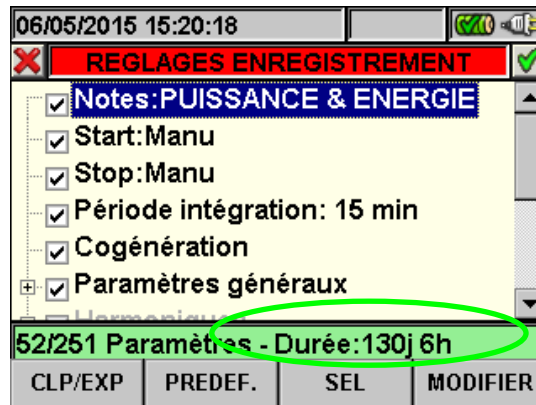 06/05/2015 15:20:18
REGLAGES ENREGISTREMENT
Notes:PUISSANCE & ENERGIE
Start:Manu
Stop:Manu
Période intégration: 15 min
Cogénération
Paramètres généraux
Harmoniques
52/251 Paramètres - Durée:130j 6h
CLP/EXP PREDEF. SEL MODIFIER